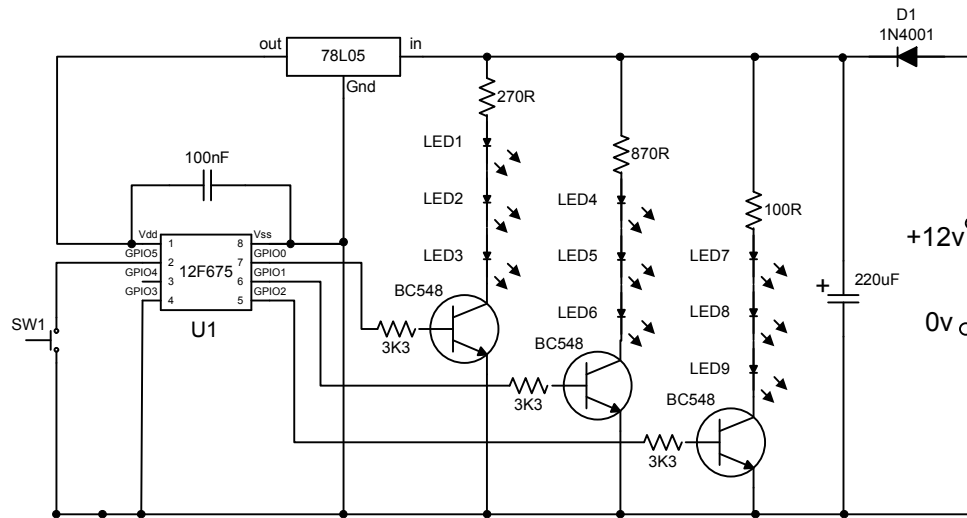 D1
1N4001
out
78L05
in
Gnd
270R
LED1
870R
100nF
LED2
LED4
100R
+12v
Vdd
Vss
GPIO5
1
8
GPIO0
LED3
LED5
LED7
GPIO4
2
12F675
7
GPIO1
GPIO3
3
6
GPIO2
4
5
BC548
+
220uF
SW1
U1
LED6
LED8
0v
3K3
BC548
LED9
3K3
BC548
3K3